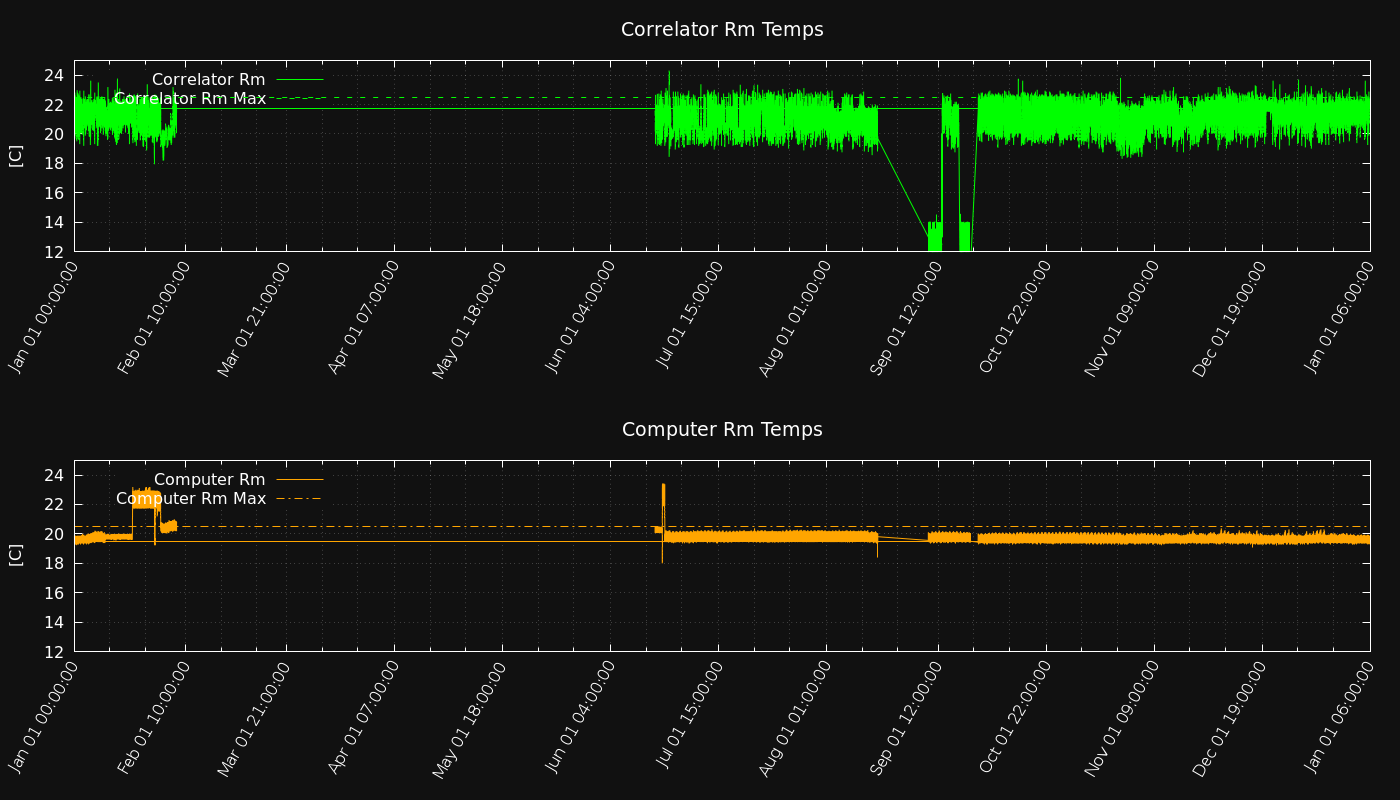 Correlator Rm Temps
Correlator Rm
Correlator Rm Max
[C]
24
22
20
18
16
14
12
Jan 01 00:00:00
Feb 01 10:00:00
Mar 01 21:00:00
Apr 01 07:00:00
May 01 18:00:00
Jun 01 04:00:00
Jul 01 15:00:00
Aug 01 01:00:00
Sep 01 12:00:00
Oct 01 22:00:00
Nov 01 09:00:00
Dec 01 19:00:00
Jan 01 06:00:00
Computer Rm Temps
Computer Rm
Computer Rm Max
[C]
24
22
20
18
16
14
12
Jan 01 00:00:00
Feb 01 10:00:00
Mar 01 21:00:00
Apr 01 07:00:00
May 01 18:00:00
Jun 01 04:00:00
Jul 01 15:00:00
Aug 01 01:00:00
Sep 01 12:00:00
Oct 01 22:00:00
Nov 01 09:00:00
Dec 01 19:00:00
Jan 01 06:00:00